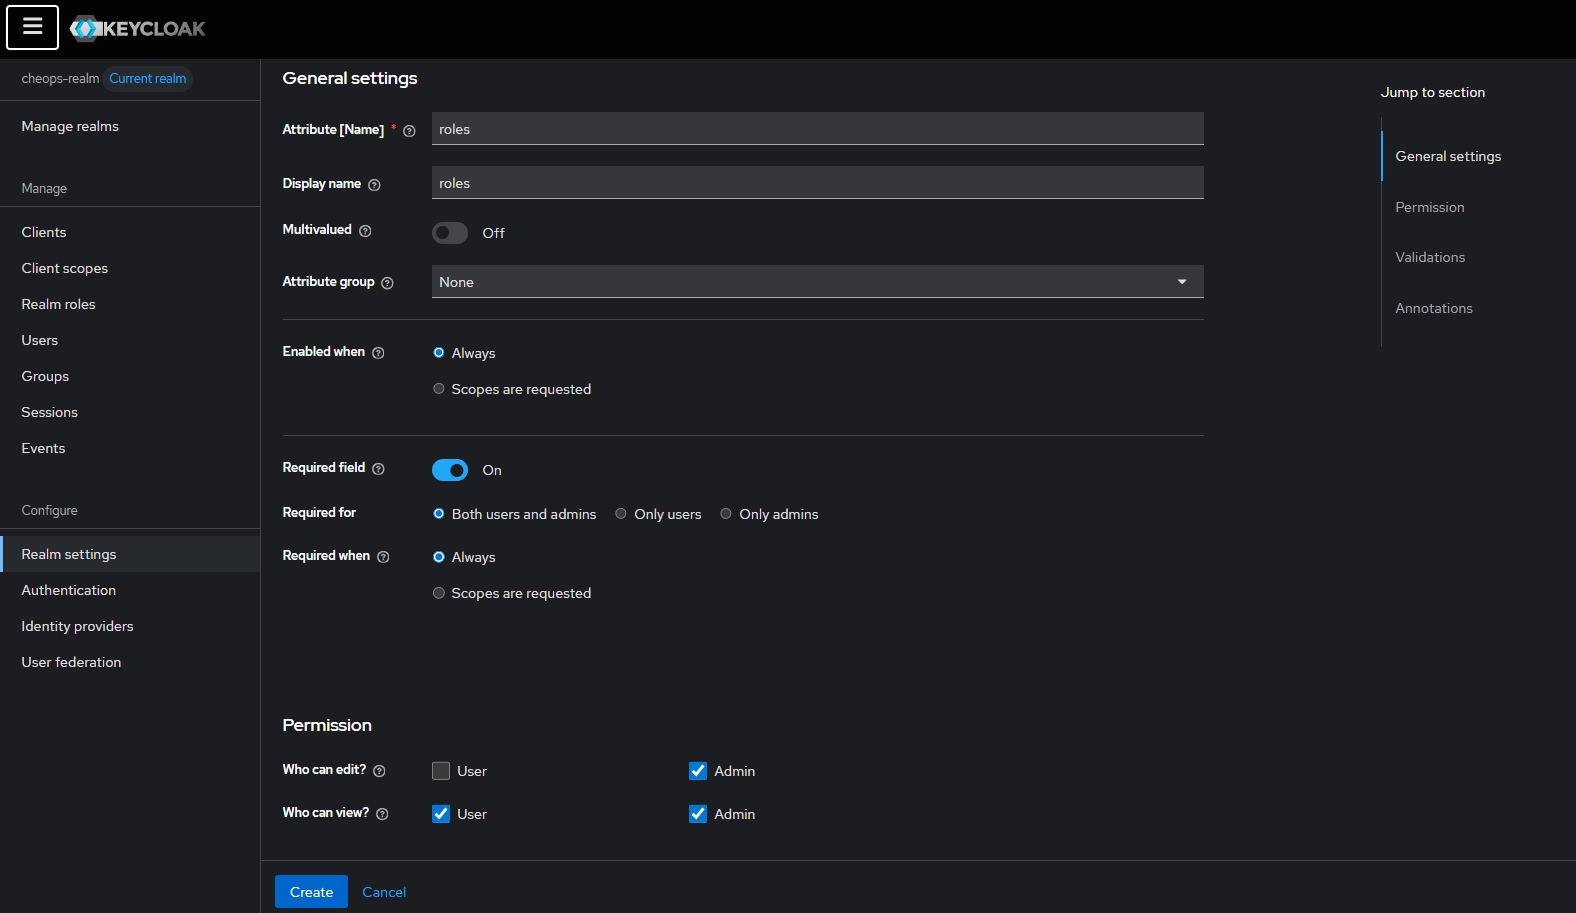 KEYCLOAK
cheops-realm Current realm
Manage realms
Manage
Clients
Client scopes
Realm roles
Users
Groups
Sessions
Events
Configure
Realm settings
Authentication
Identity providers
User federation
General settings
Attribute [Name] * roles
Display name roles
Multivalued Off
Attribute group None
Enabled when Always
Scopes are requested
Required field On
Required for Both users and admins Only users Only admins
Required when Always
Scopes are requested
Permission
Who can edit? User Admin
Who can view? User Admin
Create Cancel
Jump to section
General settings
Permission
Validations
Annotations